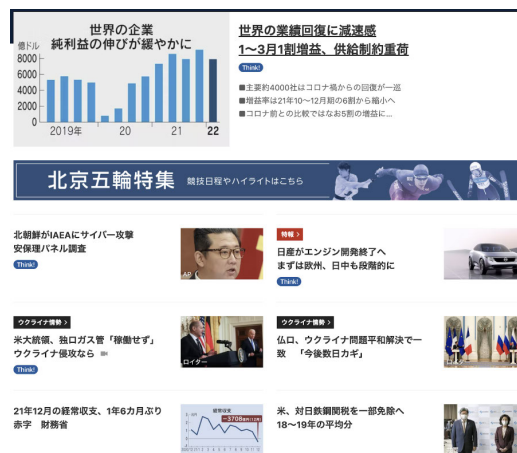 世界の企業
純利益の伸びが緩やかに
億ドル
8000
6000
4000
2000
0
2019年 20 21 '22
世界の業績回復に減速感
1〜3月1割増益、供給制約重荷
Think!
■主要約4000社はコロナ禍からの回復が一巡
■増益率は21年10〜12月期の6割から縮小へ
■コロナ前との比較ではなお5割の増益に...
北京五輪特集 競技日程やハイライトはこちら
北朝鮮がIAEAにサイバー攻撃
安保理パネル調査
Think!
AP
特報 >
日産がエンジン開発終了へ
まずは欧州、日中も段階的に
Think!
ウクライナ情勢 >
米大統領、独ロガス管「稼働せず」
ウクライナ侵攻なら
Think!
ロイター
ウクライナ情勢 >
仏ロ、ウクライナ問題平和解決で一
致 「今後数日カギ」
21年12月の経常収支、1年6カ月ぶり
赤字 財務省
経常収支
-3708億円(12月)
米、対日鉄鋼関税を一部免除へ
18〜19年の平均分